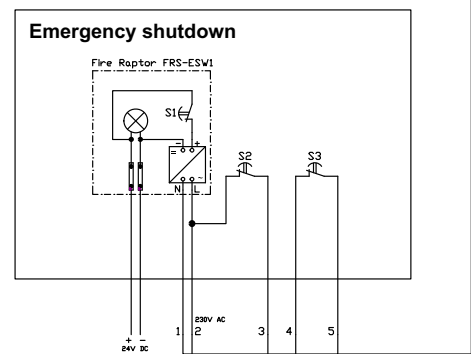 Emergency shutdown
Fire Raptor FRS-ESW1
S1
- +
=
~
N L
S2
S3
230V AC
1 2 3 4 5
+ -
24V DC